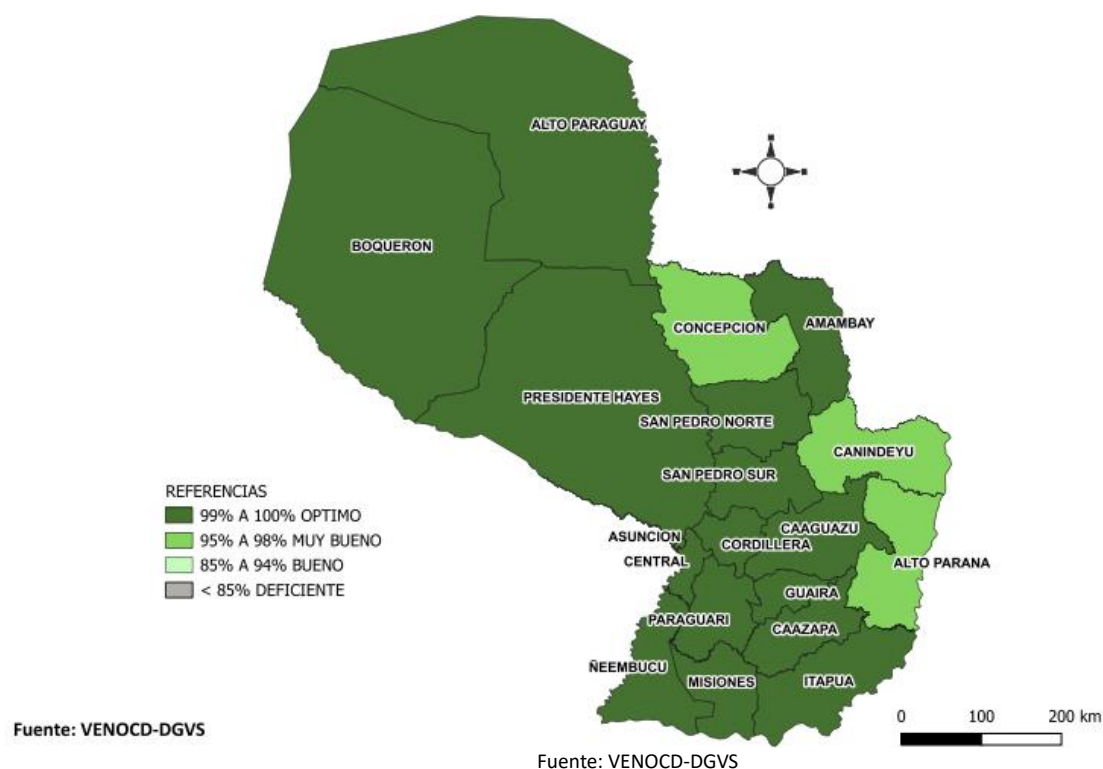 ALTO PARAGUAY
BOQUERON
CONCEPCION
AMAMBAY
PRESIDENTE HAYES
SAN PEDRO NORTE
CANINDEYU
SAN PEDRO SUR
REFERENCIAS
99% A 100% OPTIMO
95% A 98% MUY BUENO
85% A 94% BUENO
< 85% DEFICIENTE
ASUNCION
CAAGUAZU
CORDILLERA
CENTRAL
ALTO PARANA
GUAIRA
PARAGUARI
CAAZAPA
ÑEEMBUCU
MISIONES
ITAPUA
0 100 200 km
Fuente: VENOCD-DGVS
Fuente: VENOCD-DGVS